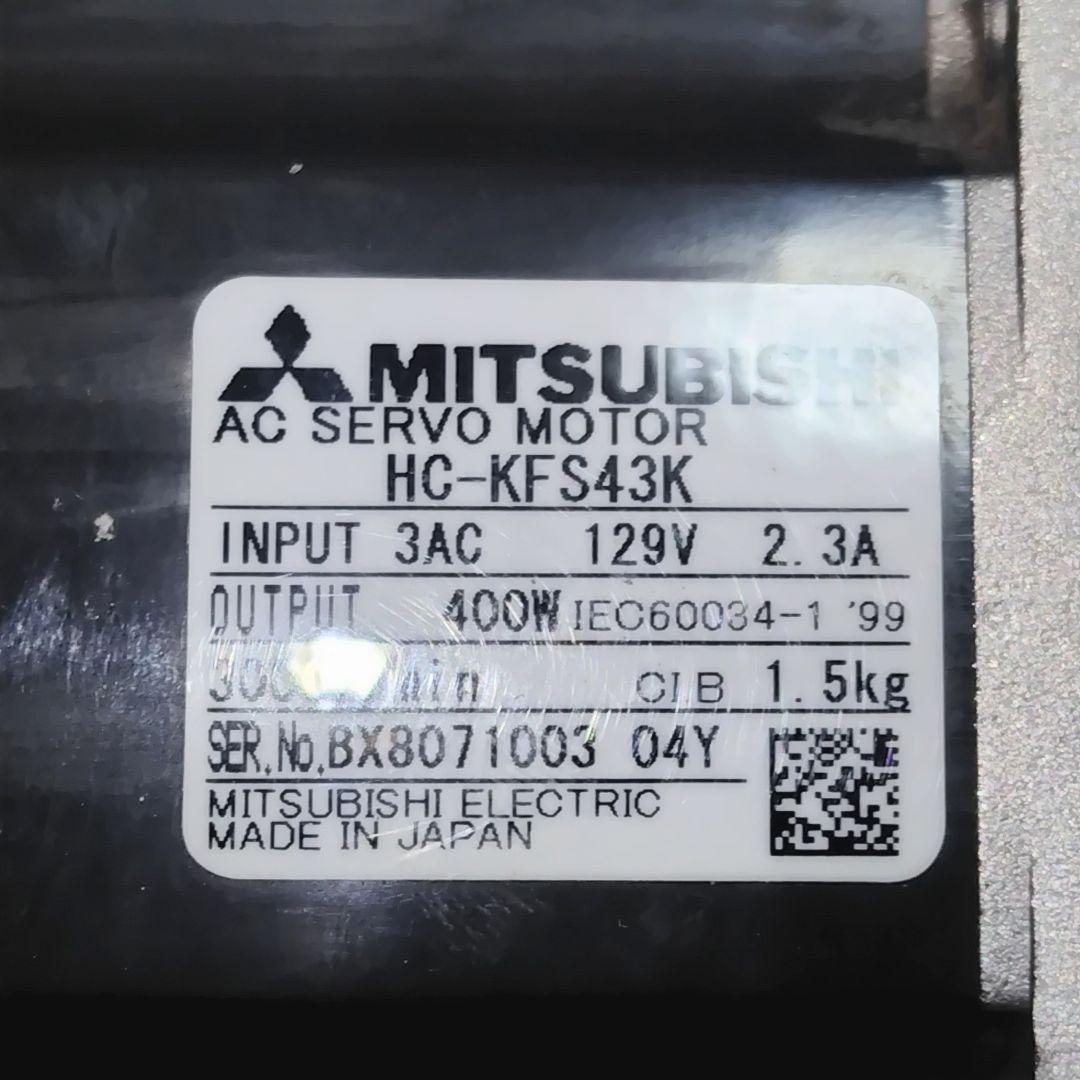 MITSUBISHI
AC SERVO MOTOR
HC-KFS43K
INPUT 3AC 129V 2.3A
OUTPUT 400W IEC60034-1 '99
CI.B 1.5kg
SER.No.BX8071003 04Y
MITSUBISHI ELECTRIC
MADE IN JAPAN